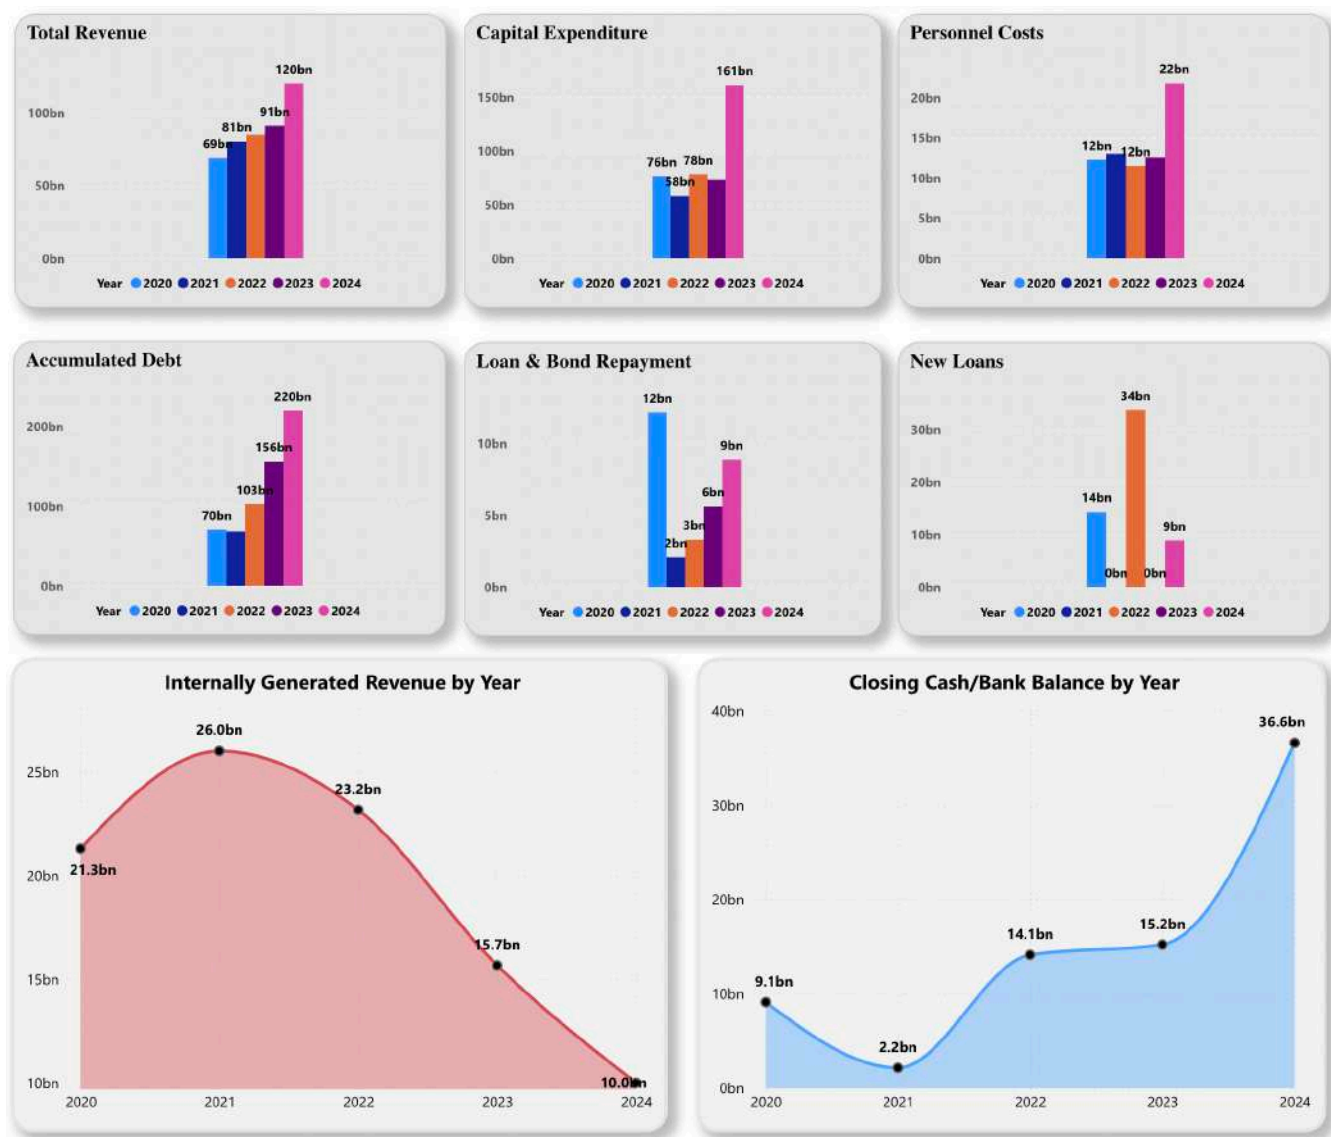 Total Revenue
120bn
100bn
91bn
81bn
69bn
50bn
0bn
Year 2020 2021 2022 2023 2024
Capital Expenditure
161bn
150bn
100bn
76bn
78bn
58bn
50bn
0bn
Year 2020 2021 2022 2023 2024
Personnel Costs
22bn
20bn
15bn
12bn
12bn
10bn
5bn
0bn
Year 2020 2021 2022 2023 2024
Accumulated Debt
220bn
200bn
156bn
103bn
100bn
70bn
0bn
Year 2020 2021 2022 2023 2024
Loan & Bond Repayment
12bn
10bn
9bn
6bn
5bn
3bn
2bn
0bn
Year 2020 2021 2022 2023 2024
New Loans
34bn
30bn
20bn
14bn
10bn
9bn
0bn
0bn
0bn
Year 2020 2021 2022 2023 2024
Internally Generated Revenue by Year
26.0bn
25bn
23.2bn
20bn
21.3bn
15.7bn
15bn
10bn
10.0bn
2020 2021 2022 2023 2024
Closing Cash/Bank Balance by Year
40bn
36.6bn
30bn
20bn
15.2bn
14.1bn
10bn
9.1bn
2.2bn
0bn
2020 2021 2022 2023 2024